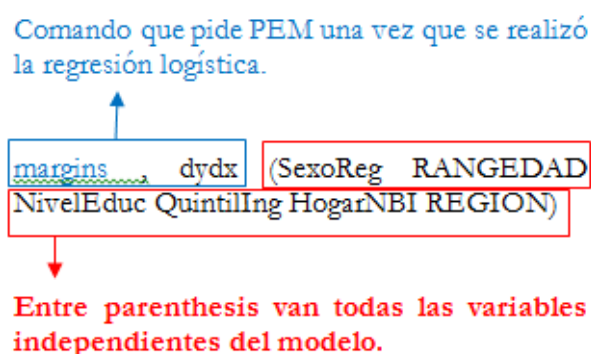 Comando que pide PEM una vez que se realizó
la regresión logística.
margins , dydx (SexoReg RANGEDAD
NivelEduc QuintilIng HogarNBI REGION)
Entre parenthesis van todas las variables
independientes del modelo.